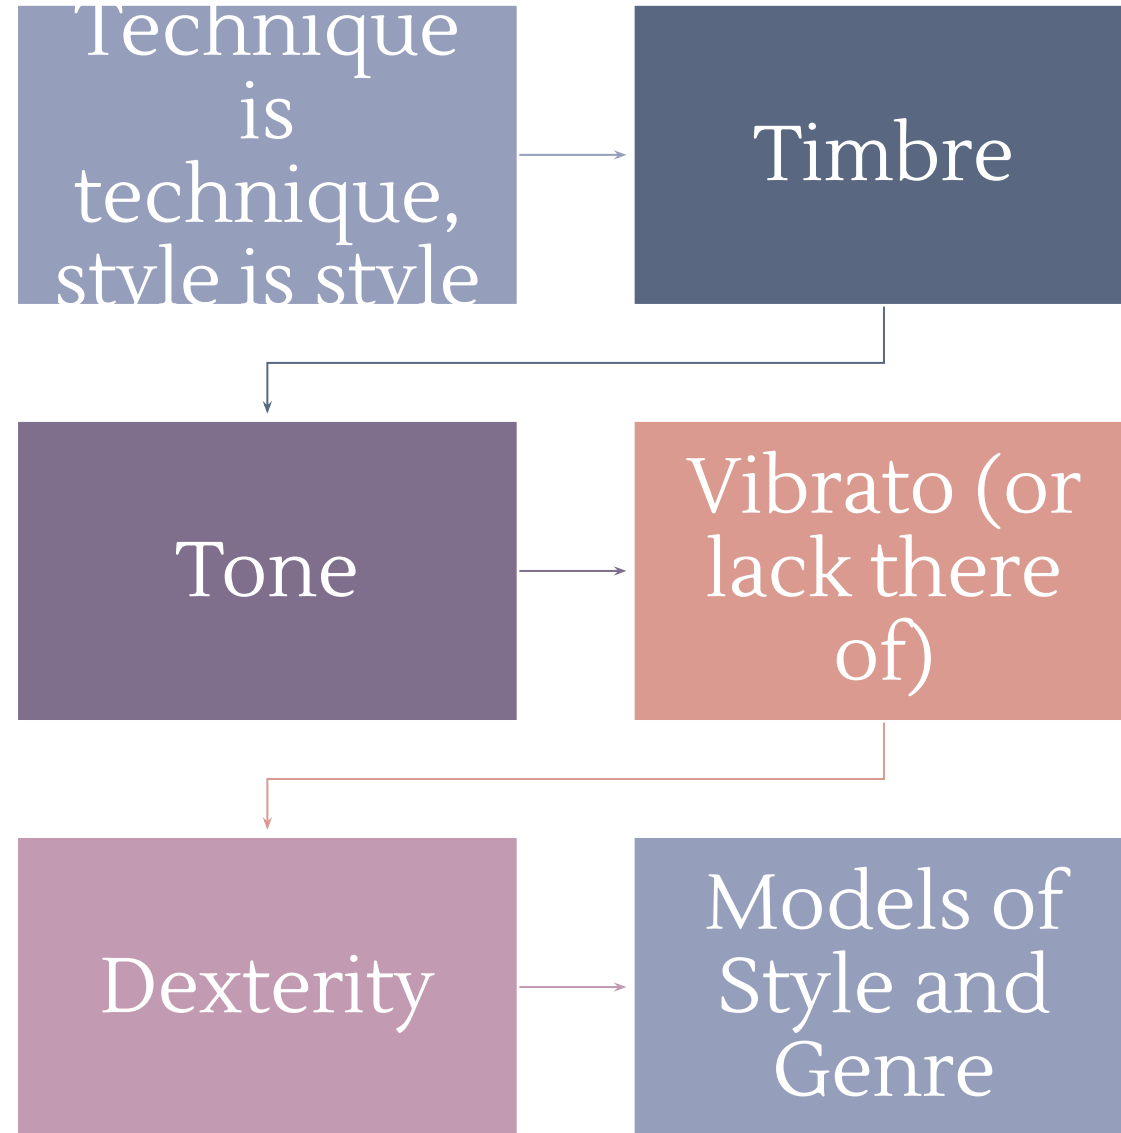 Technique
is
technique,
style is style
Timbre
Tone
Vibrato (or
lack there
of)
Dexterity
Models of
Style and
Genre